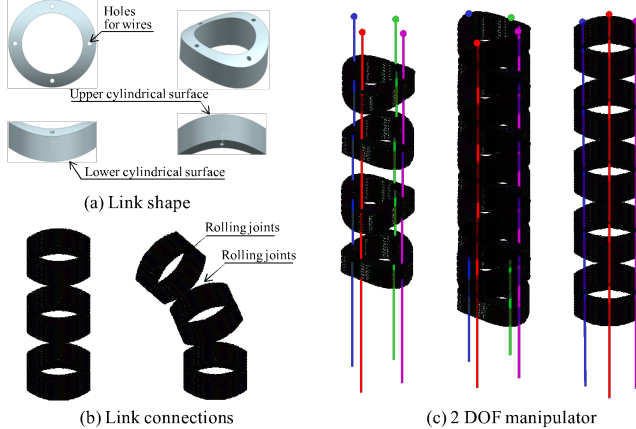 Holes
for wires
Upper cylindrical surface
Lower cylindrical surface
(a) Link shape
Rolling joints
Rolling joints
(b) Link connections
(c) 2 DOF manipulator